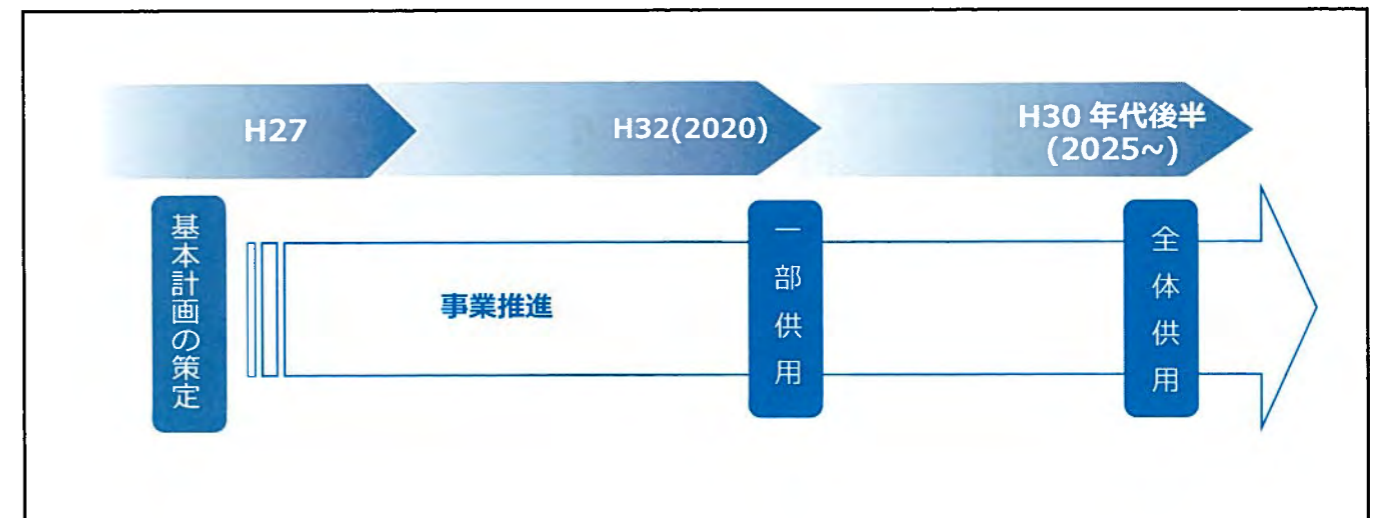 H27
H32(2020)
H30 年代後半
(2025~)
基本計画の策定
事業推進
一部供用
全体供用